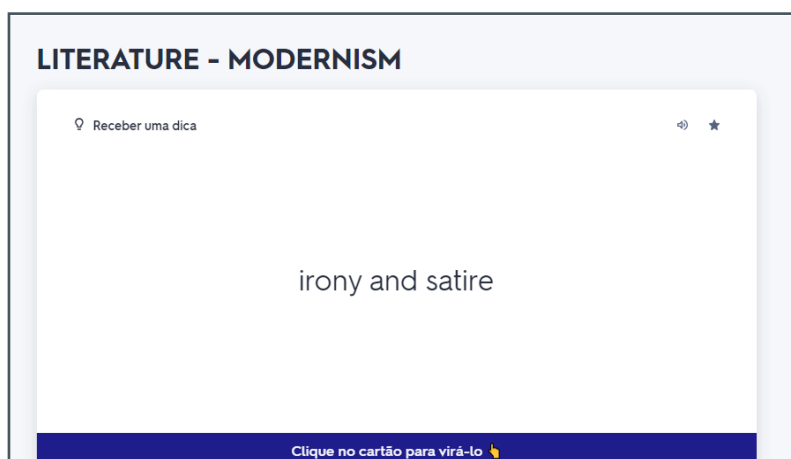 LITERATURE - MODERNISM
Receber uma dica
irony and satire
Clique no cartão para virá-lo 👆